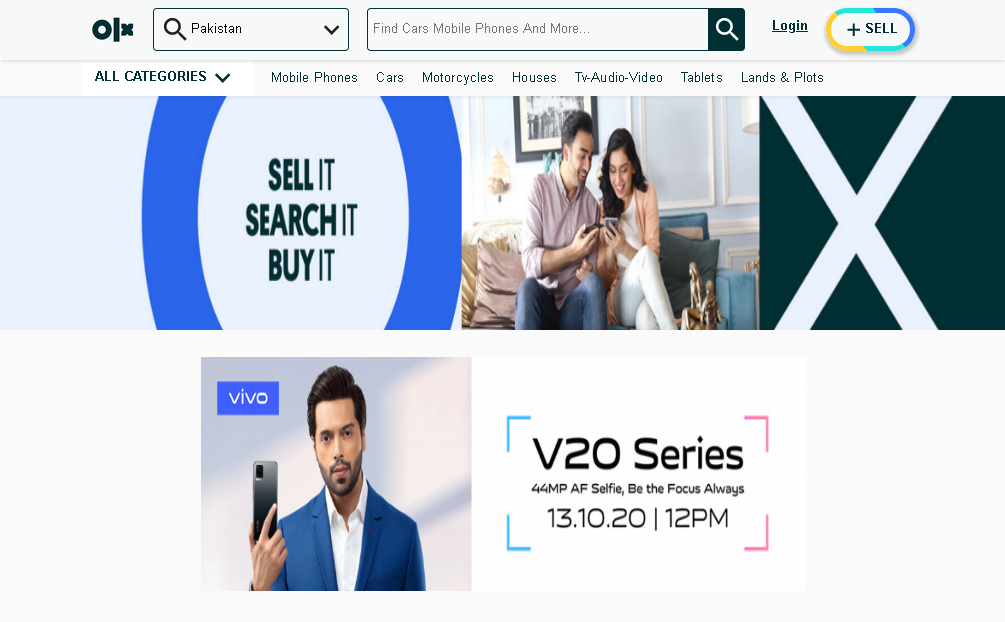 olx
Pakistan
Find Cars Mobile Phones And More...
Login
+ SELL
ALL CATEGORIES
Mobile Phones
Cars
Motorcycles
Houses
Tv-Audio-Video
Tablets
Lands & Plots
SELL IT
SEARCH IT
BUY IT
vivo
V20 Series
44MP AF Selfie, Be the Focus Always
13.10.20 | 12PM